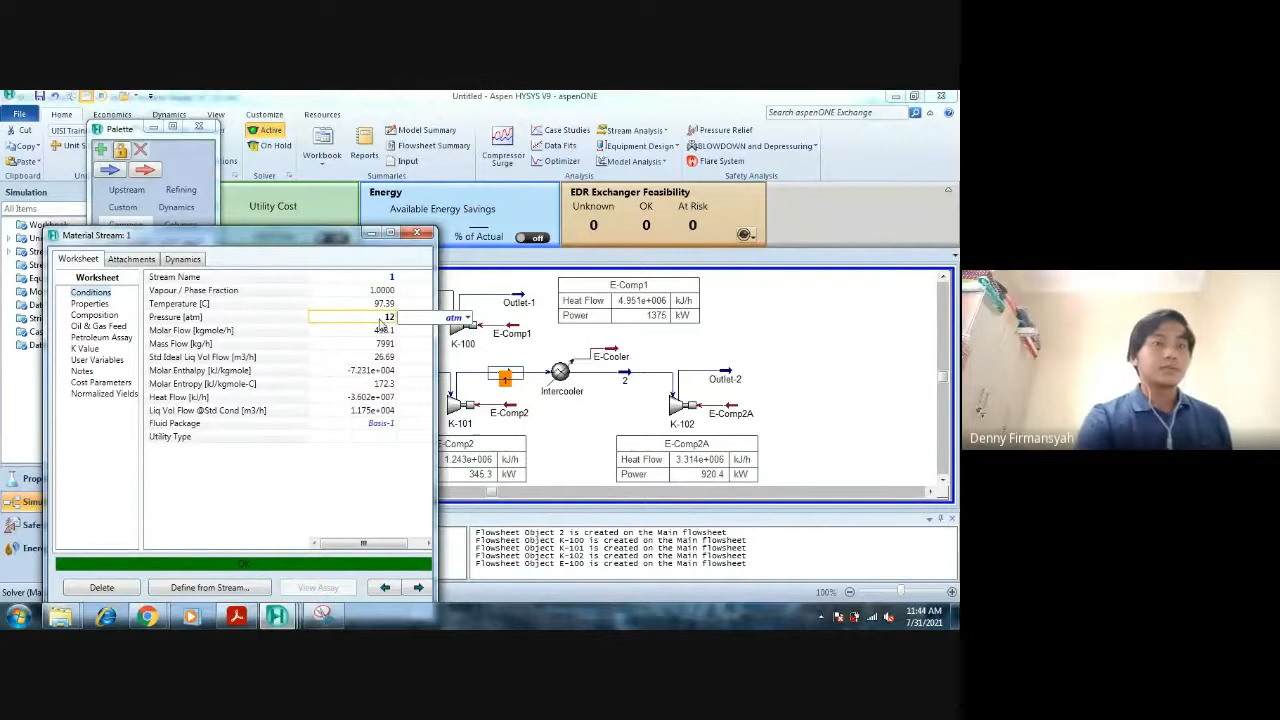 Untitled - Aspen HYSYS V9 - aspenONE
File
Home
Economics
Dynamics
View
Customize
Resources
Search aspenONE Exchange
Cut
Copy
Paste
Clipboard
Palette
Upstream
Refining
Custom
Dynamics
Active
On Hold
Solver
Workbook
Reports
Model Summary
Flowsheet Summary
Input
Summaries
Compressor Surge
Case Studies
Data Fits
Optimizer
Stream Analysis
Equipment Design
Model Analysis
Analysis
Pressure Relief
BLOWDOWN and Depressuring
Flare System
Safety Analysis
Simulation
All Items
Utility Cost
Energy
Available Energy Savings
% of Actual
off
EDR Exchanger Feasibility
Unknown
OK
At Risk
0
0
0
Material Stream: 1
Worksheet
Attachments
Dynamics
Worksheet
Conditions
Properties
Composition
Oil & Gas Feed
Petroleum Assay
K Value
User Variables
Notes
Cost Parameters
Normalized Yields
Stream Name 1
Vapour / Phase Fraction 1.0000
Temperature [C] 97.39
Pressure [atm] 12 atm
Molar Flow [kgmole/h] 498.1
Mass Flow [kg/h] 7991
Std Ideal Liq Vol Flow [m3/h] 26.69
Molar Enthalpy [kJ/kgmole] -7.231e+004
Molar Entropy [kJ/kgmole-C] 172.3
Heat Flow [kJ/h] -3.602e+007
Liq Vol Flow @Std Cond [m3/h] 1.175e+004
Fluid Package Basis-1
Utility Type
OK
Delete
Define from Stream...
View Assay
E-Comp1
Heat Flow 4.951e+006 kJ/h
Power 1375 kW
Outlet-1
E-Comp1
K-100
E-Cooler
1
Intercooler
2
Outlet-2
E-Comp2
K-101
E-Comp2A
K-102
E-Comp2
1.243e+006 kJ/h
345.3 kW
E-Comp2A
Heat Flow 3.314e+006 kJ/h
Power 920.4 kW
Flowsheet Object 2 is created on the Main flowsheet
Flowsheet Object K-100 is created on the Main flowsheet
Flowsheet Object K-101 is created on the Main flowsheet
Flowsheet Object K-102 is created on the Main flowsheet
Flowsheet Object E-100 is created on the Main flowsheet
100%
11:44 AM
7/31/2021
Denny Firmansyah